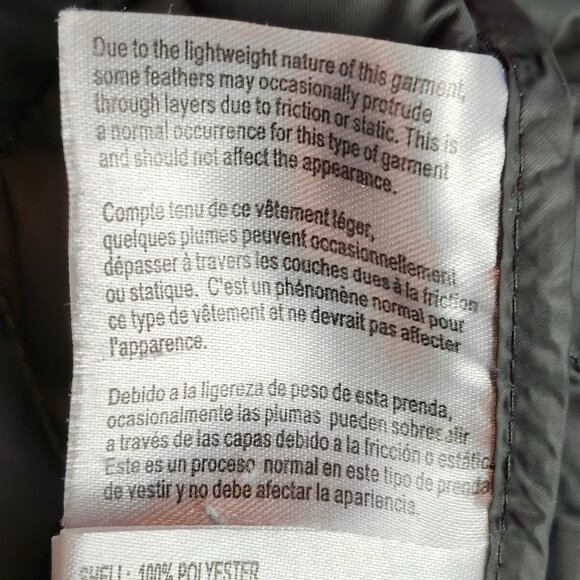 Due to the lightweight nature of this garment,
some feathers may occasionally protrude
through layers due to friction or static. This is
a normal occurrence for this type of garment
and should not affect the appearance.
Compte tenu de ce vêtement léger,
quelques plumes peuvent occasionnellement
dépasser à travers les couches dues à la friction
ou statique. C'est un phénomène normal pour
ce type de vêtement et ne devrait pas affecter
l'apparence.
Debido a la ligereza de peso de esta prenda,
ocasionalmente las plumas pueden sobresalir
a través de las capas debido a la fricción o estática
Este es un proceso normal en este tipo de prenda
de vestir y no debe afectar la apariencia.
SHELL: 100% POLYESTER